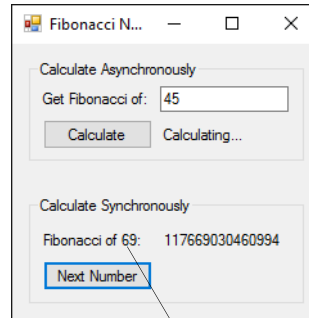 Fibonacci N...
Calculate Asynchronously
Get Fibonacci of: 45
Calculate Calculating...
Calculate Synchronously
Fibonacci of 69: 117669030460994
Next Number